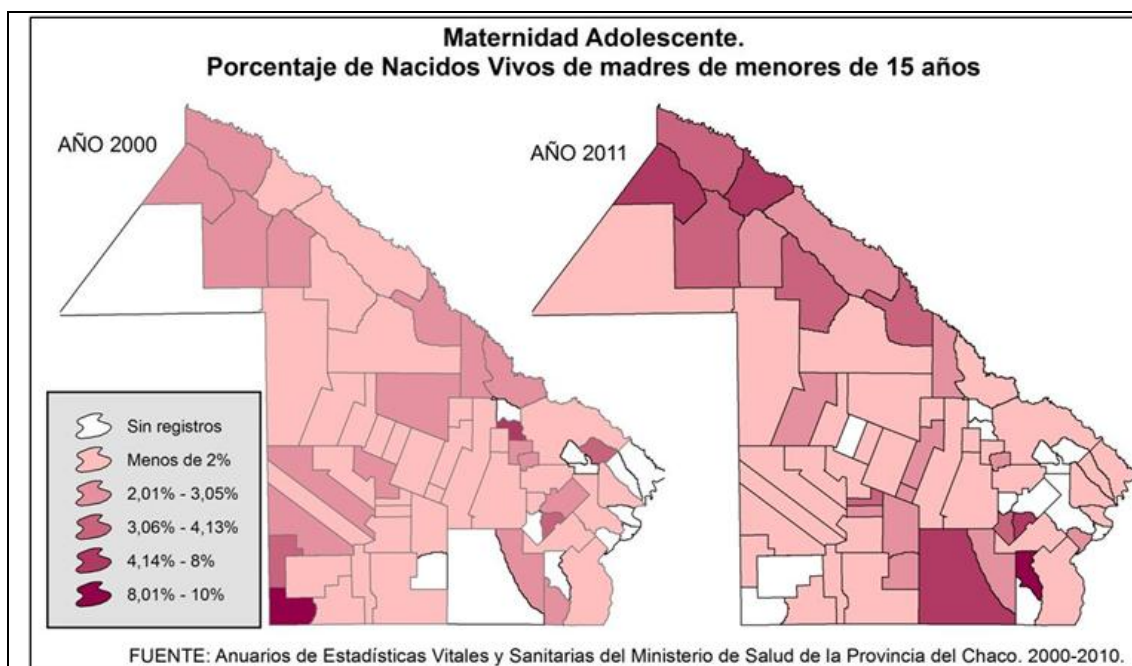 Maternidad Adolescente.
Porcentaje de Nacidos Vivos de madres de menores de 15 años
AÑO 2000
AÑO 2011
Sin registros
Menos de 2%
2,01% - 3,05%
3,06% - 4,13%
4,14% - 8%
8,01% - 10%
FUENTE: Anuarios de Estadísticas Vitales y Sanitarias del Ministerio de Salud de la Provincia del Chaco. 2000-2010.